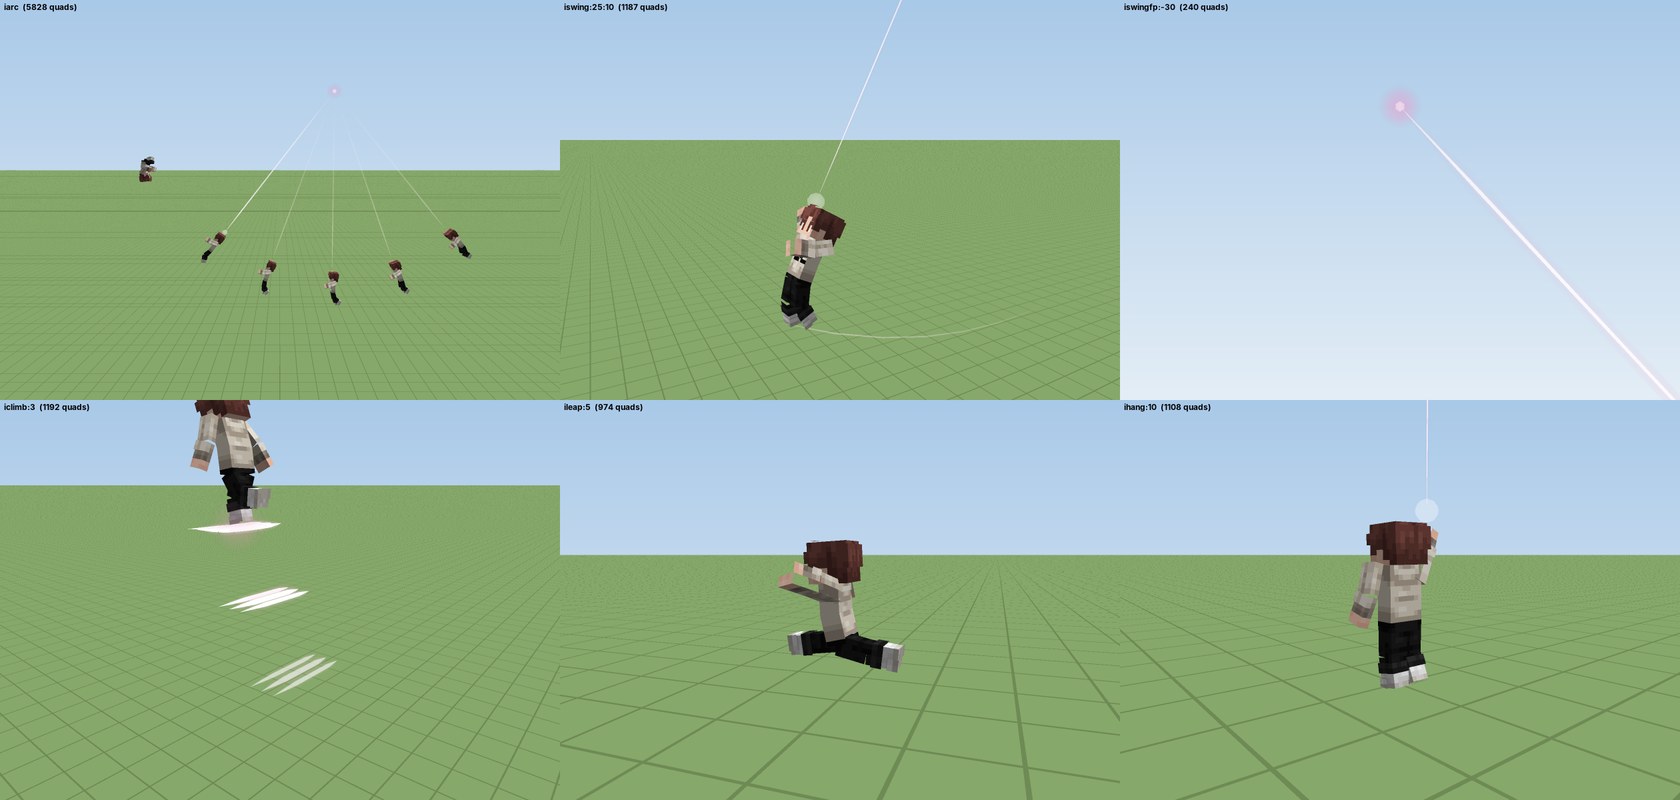 iarc (5828 quads)
iswing:25:10 (1187 quads)
iswingfp:-30 (240 quads)
iclimb:3 (1192 quads)
ileap:5 (974 quads)
ihang:10 (1108 quads)